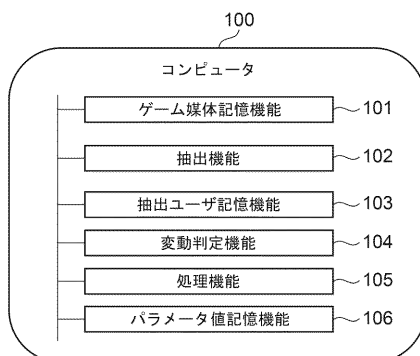 100
コンピュータ
ゲーム媒体記憶機能 101
抽出機能 102
抽出ユーザ記憶機能 103
変動判定機能 104
処理機能 105
パラメータ値記憶機能 106